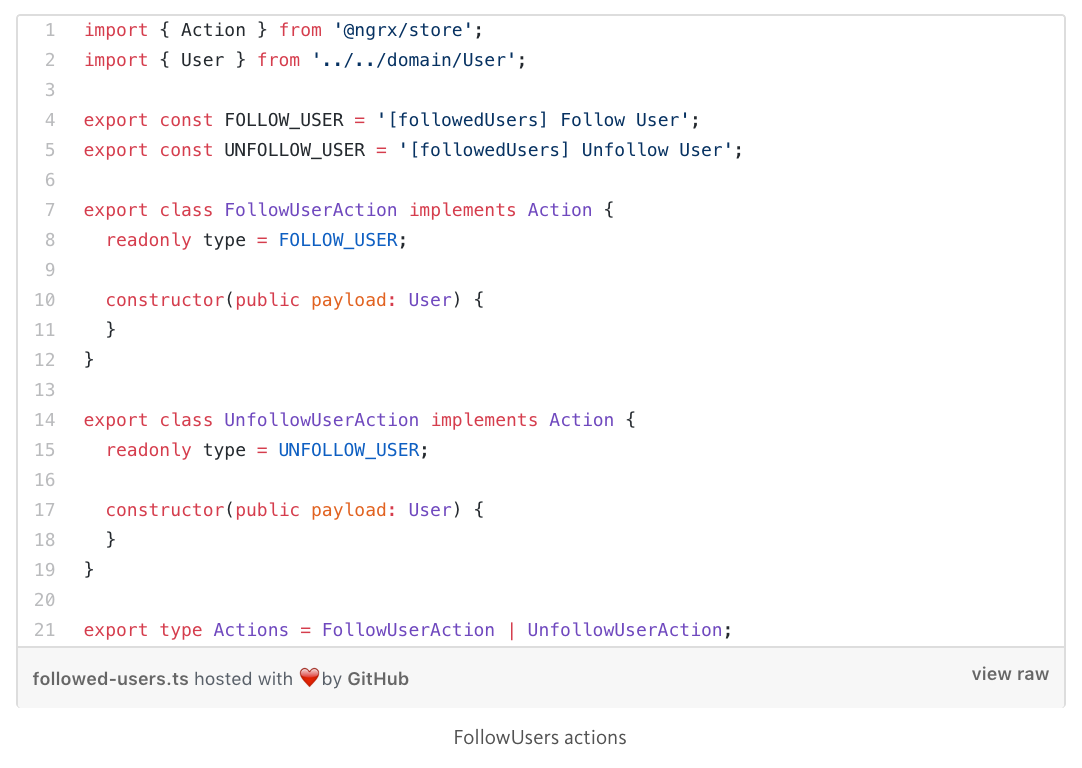 1 import { Action } from '@ngrx/store';
2 import { User } from '../../domain/User';
3
4 export const FOLLOW_USER = '[followedUsers] Follow User';
5 export const UNFOLLOW_USER = '[followedUsers] Unfollow User';
6
7 export class FollowUserAction implements Action {
8   readonly type = FOLLOW_USER;
9
10   constructor(public payload: User) {
11   }
12 }
13
14 export class UnfollowUserAction implements Action {
15   readonly type = UNFOLLOW_USER;
16
17   constructor(public payload: User) {
18   }
19 }
20
21 export type Actions = FollowUserAction | UnfollowUserAction;
followed-users.ts hosted with ❤️ by GitHub view raw
FollowUsers actions